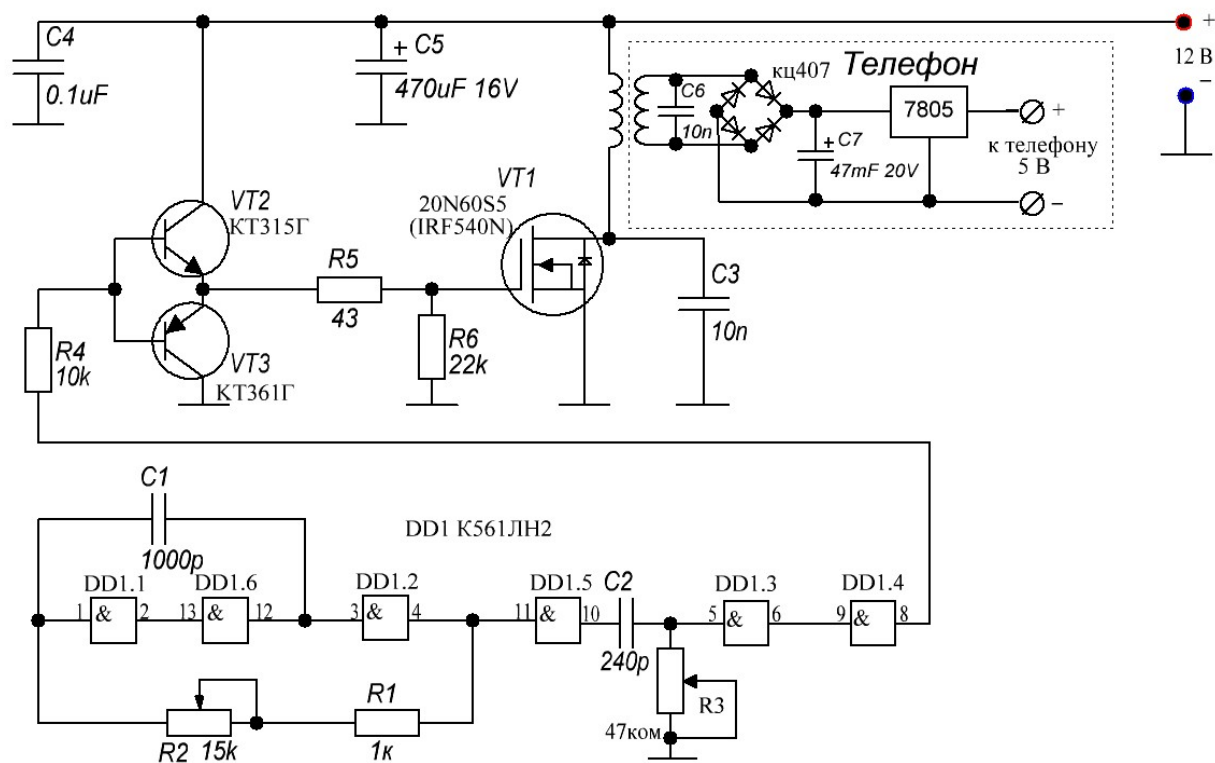 C4
0.1uF
+ C5
470uF 16V
Телефон
кц407
C6
10n
+ C7
47mF 20V
7805
+
к телефону
5 В
−
+
12 В
−
VT2
КТ315Г
VT1
20N60S5
(IRF540N)
R5
43
R6
22k
C3
10n
R4
10k
VT3
КТ361Г
C1
1000p
DD1 К561ЛН2
DD1.1
1 & 2
DD1.6
13 & 12
DD1.2
3 & 4
DD1.5
11 & 10
C2
240p
DD1.3
5 & 6
DD1.4
9 & 8
R2 15k
R1
1к
R3
47ком